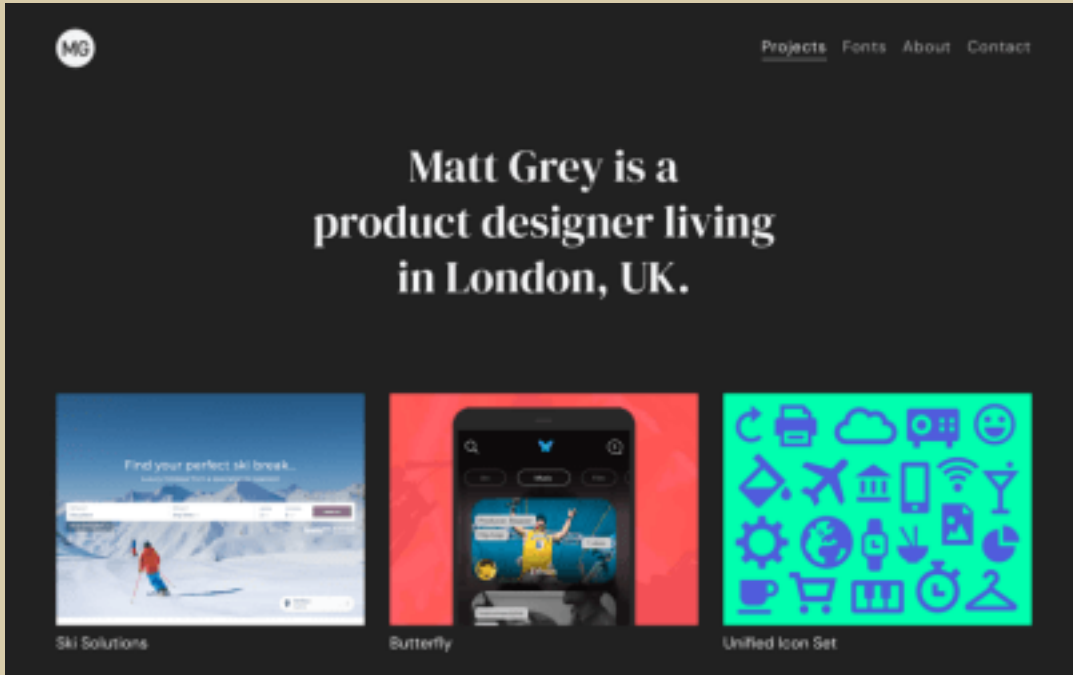 MG
Projects Fonts About Contact
Matt Grey is a
product designer living
in London, UK.
Find your perfect ski break...
Ski Solutions
Butterfly
Unified Icon Set